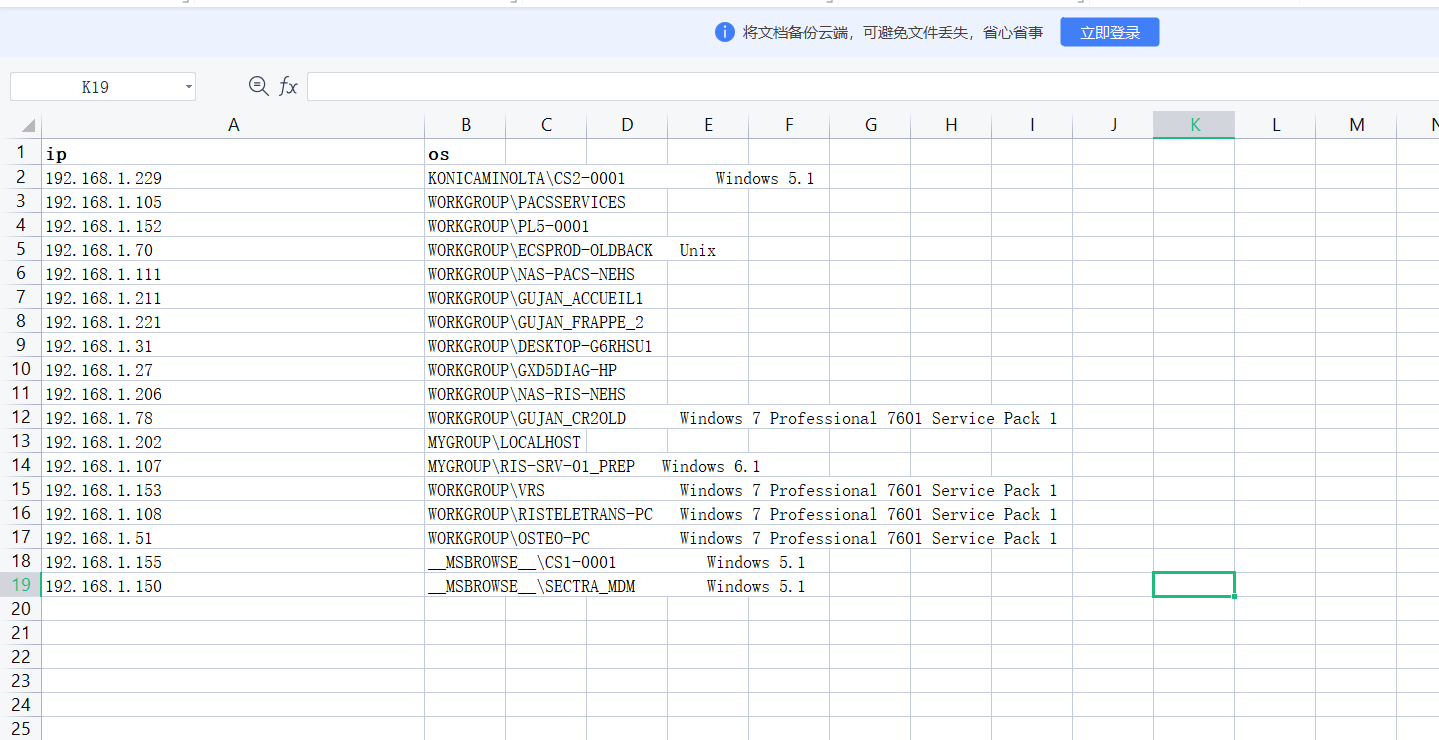 将文档备份云端，可避免文件丢失，省心省事 立即登录
K19 fx
A B C D E F G H I J K L M N
1 ip os
2 192.168.1.229 KONICAMINOLTA\CS2-0001 Windows 5.1
3 192.168.1.105 WORKGROUP\PACSSERVICES
4 192.168.1.152 WORKGROUP\PL5-0001
5 192.168.1.70 WORKGROUP\ECSPROD-OLDBACK Unix
6 192.168.1.111 WORKGROUP\NAS-PACS-NEHS
7 192.168.1.211 WORKGROUP\GUJAN_ACCUEIL1
8 192.168.1.221 WORKGROUP\GUJAN_FRAPPE_2
9 192.168.1.31 WORKGROUP\DESKTOP-G6RHSU1
10 192.168.1.27 WORKGROUP\GXD5DIAG-HP
11 192.168.1.206 WORKGROUP\NAS-RIS-NEHS
12 192.168.1.78 WORKGROUP\GUJAN_CR2OLD Windows 7 Professional 7601 Service Pack 1
13 192.168.1.202 MYGROUP\LOCALHOST
14 192.168.1.107 MYGROUP\RIS-SRV-01_PREP Windows 6.1
15 192.168.1.153 WORKGROUP\VRS Windows 7 Professional 7601 Service Pack 1
16 192.168.1.108 WORKGROUP\RISTELETRANS-PC Windows 7 Professional 7601 Service Pack 1
17 192.168.1.51 WORKGROUP\OSTEO-PC Windows 7 Professional 7601 Service Pack 1
18 192.168.1.155 __MSBROWSE__\CS1-0001 Windows 5.1
19 192.168.1.150 __MSBROWSE__\SECTRA_MDM Windows 5.1
20
21
22
23
24
25